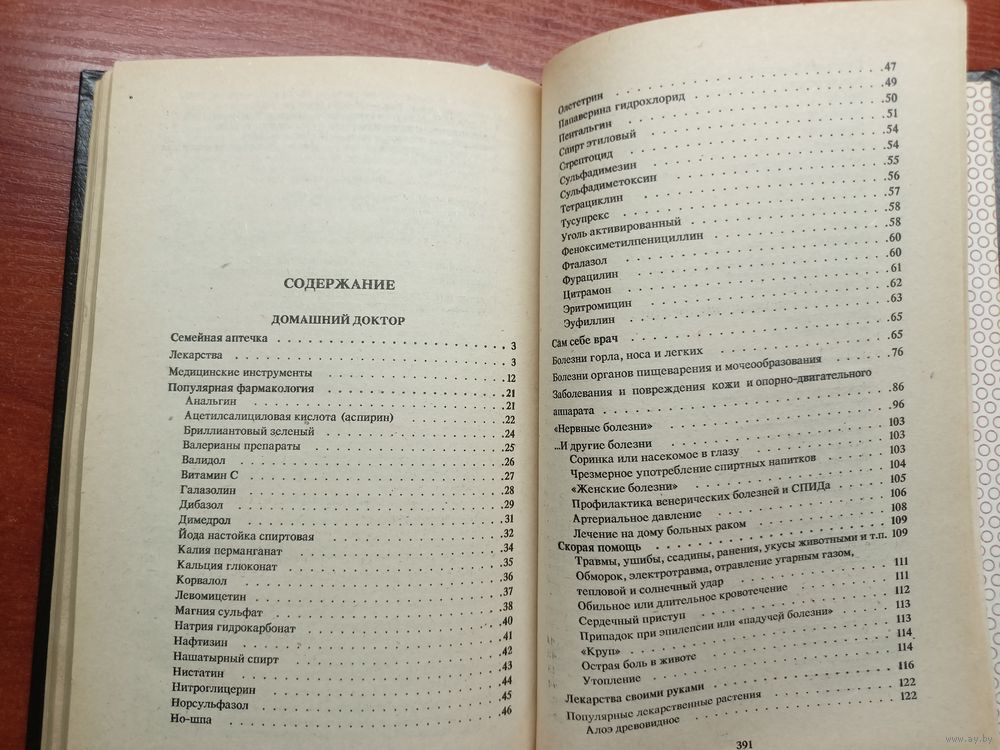 СОДЕРЖАНИЕ
ДОМАШНИЙ ДОКТОР
Семейная аптечка . . . 3
Лекарства . . . 3
Медицинские инструменты . . . 12
Популярная фармакология . . . 21
Анальгин . . . 21
Ацетилсалициловая кислота (аспирин) . . . 22
Бриллиантовый зеленый . . . 24
Валерианы препараты . . . 25
Валидол . . . 26
Витамин С . . . 27
Галазолин . . . 28
Дибазол . . . 29
Димедрол . . . 31
Йода настойка спиртовая . . . 32
Калия перманганат . . . 34
Кальция глюконат . . . 35
Корвалол . . . 36
Левомицетин . . . 37
Магния сульфат . . . 38
Натрия гидрокарбонат . . . 40
Нафтизин . . . 41
Нашатырный спирт . . . 42
Нистатин . . . 43
Нитроглицерин . . . 44
Норсульфазол . . . 45
Но-шпа . . . 46
Олететрин . . . 47
Папаверина гидрохлорид . . . 49
Пентальгин . . . 50
Спирт этиловый . . . 51
Стрептоцид . . . 54
Сульфадимезин . . . 54
Сульфадиметоксин . . . 55
Тетрациклин . . . 56
Тусупрекс . . . 57
Уголь активированный . . . 58
Феноксиметилпенициллин . . . 58
Фталазол . . . 60
Фурацилин . . . 60
Цитрамон . . . 61
Эритромицин . . . 62
Эуфиллин . . . 63
Сам себе врач . . . 65
Болезни горла, носа и легких . . . 65
Болезни органов пищеварения и мочеобразования . . . 76
Заболевания и повреждения кожи и опорно-двигательного
аппарата . . . 86
«Нервные болезни» . . . 96
...И другие болезни . . . 103
Соринка или насекомое в глазу . . . 103
Чрезмерное употребление спиртных напитков . . . 103
«Женские болезни» . . . 104
Профилактика венерических болезней и СПИДа . . . 105
Артериальное давление . . . 106
Лечение на дому больных раком . . . 108
Скорая помощь . . . 109
Травмы, ушибы, ссадины, ранения, укусы животными и т.п. 109
Обморок, электротравма, отравление угарным газом,
тепловой и солнечный удар . . . 111
Обильное или длительное кровотечение . . . 111
Сердечный приступ . . . 112
Припадок при эпилепсии или «падучей болезни» . . . 113
«Круп» . . . 113
Острая боль в животе . . . 114
Утопление . . . 114
Лекарства своими руками . . . 116
Популярные лекарственные растения . . . 122
Алоэ древовидное . . . 122
391
www.ay.by